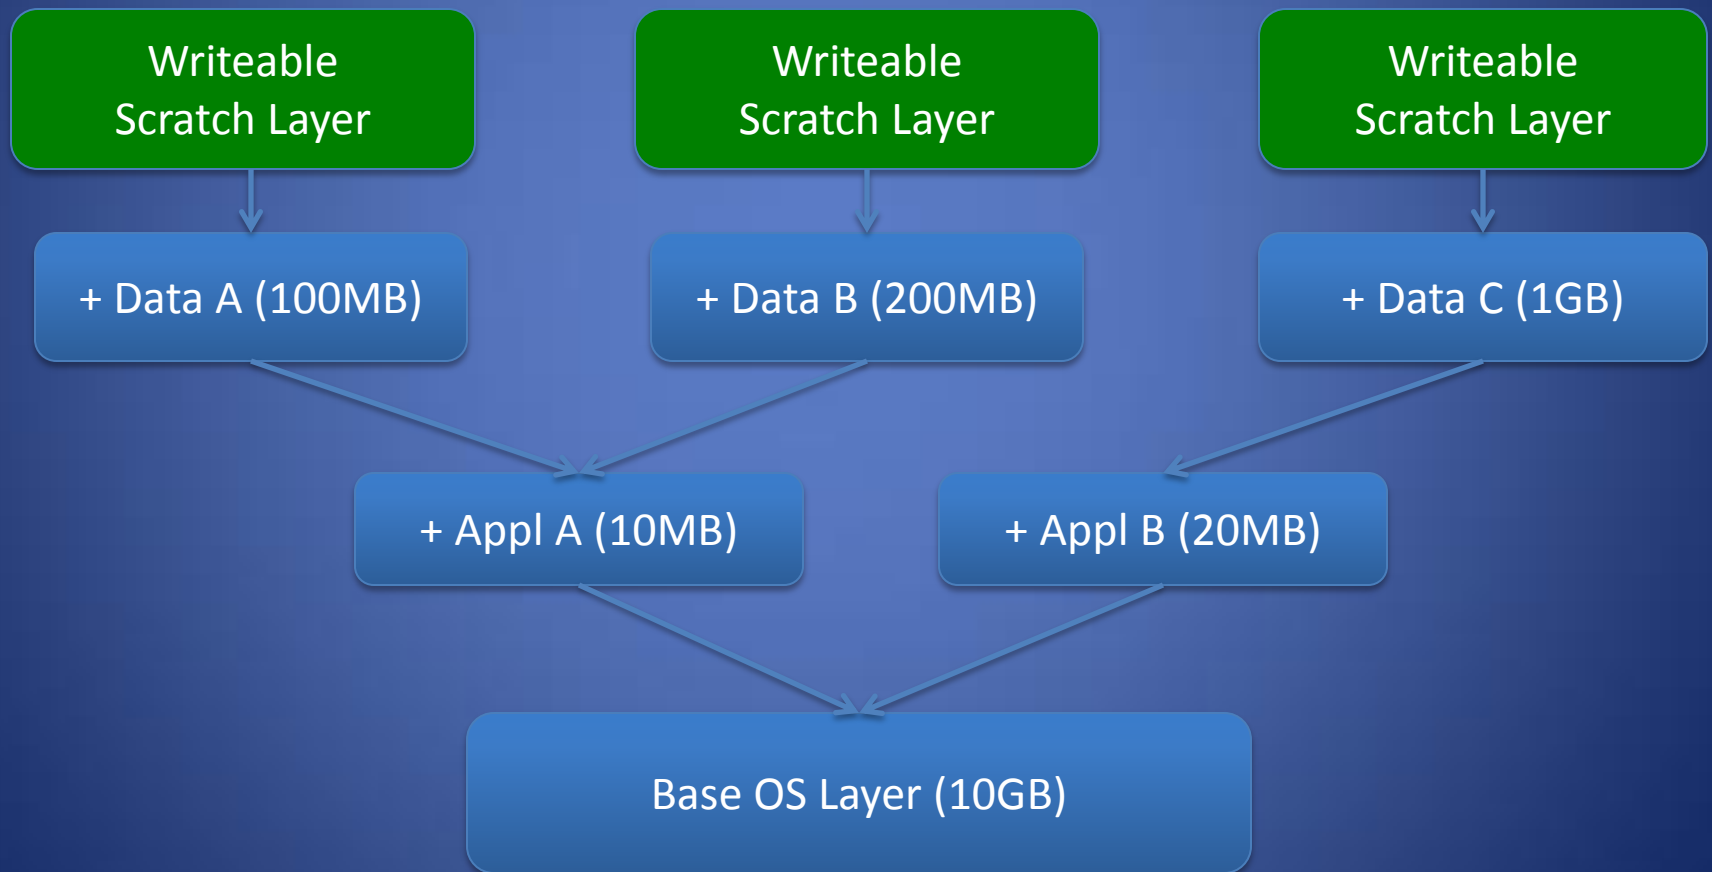 Writeable
Scratch Layer
Writeable
Scratch Layer
Writeable
Scratch Layer
+ Data A (100MB)
+ Data B (200MB)
+ Data C (1GB)
+ Appl A (10MB)
+ Appl B (20MB)
Base OS Layer (10GB)